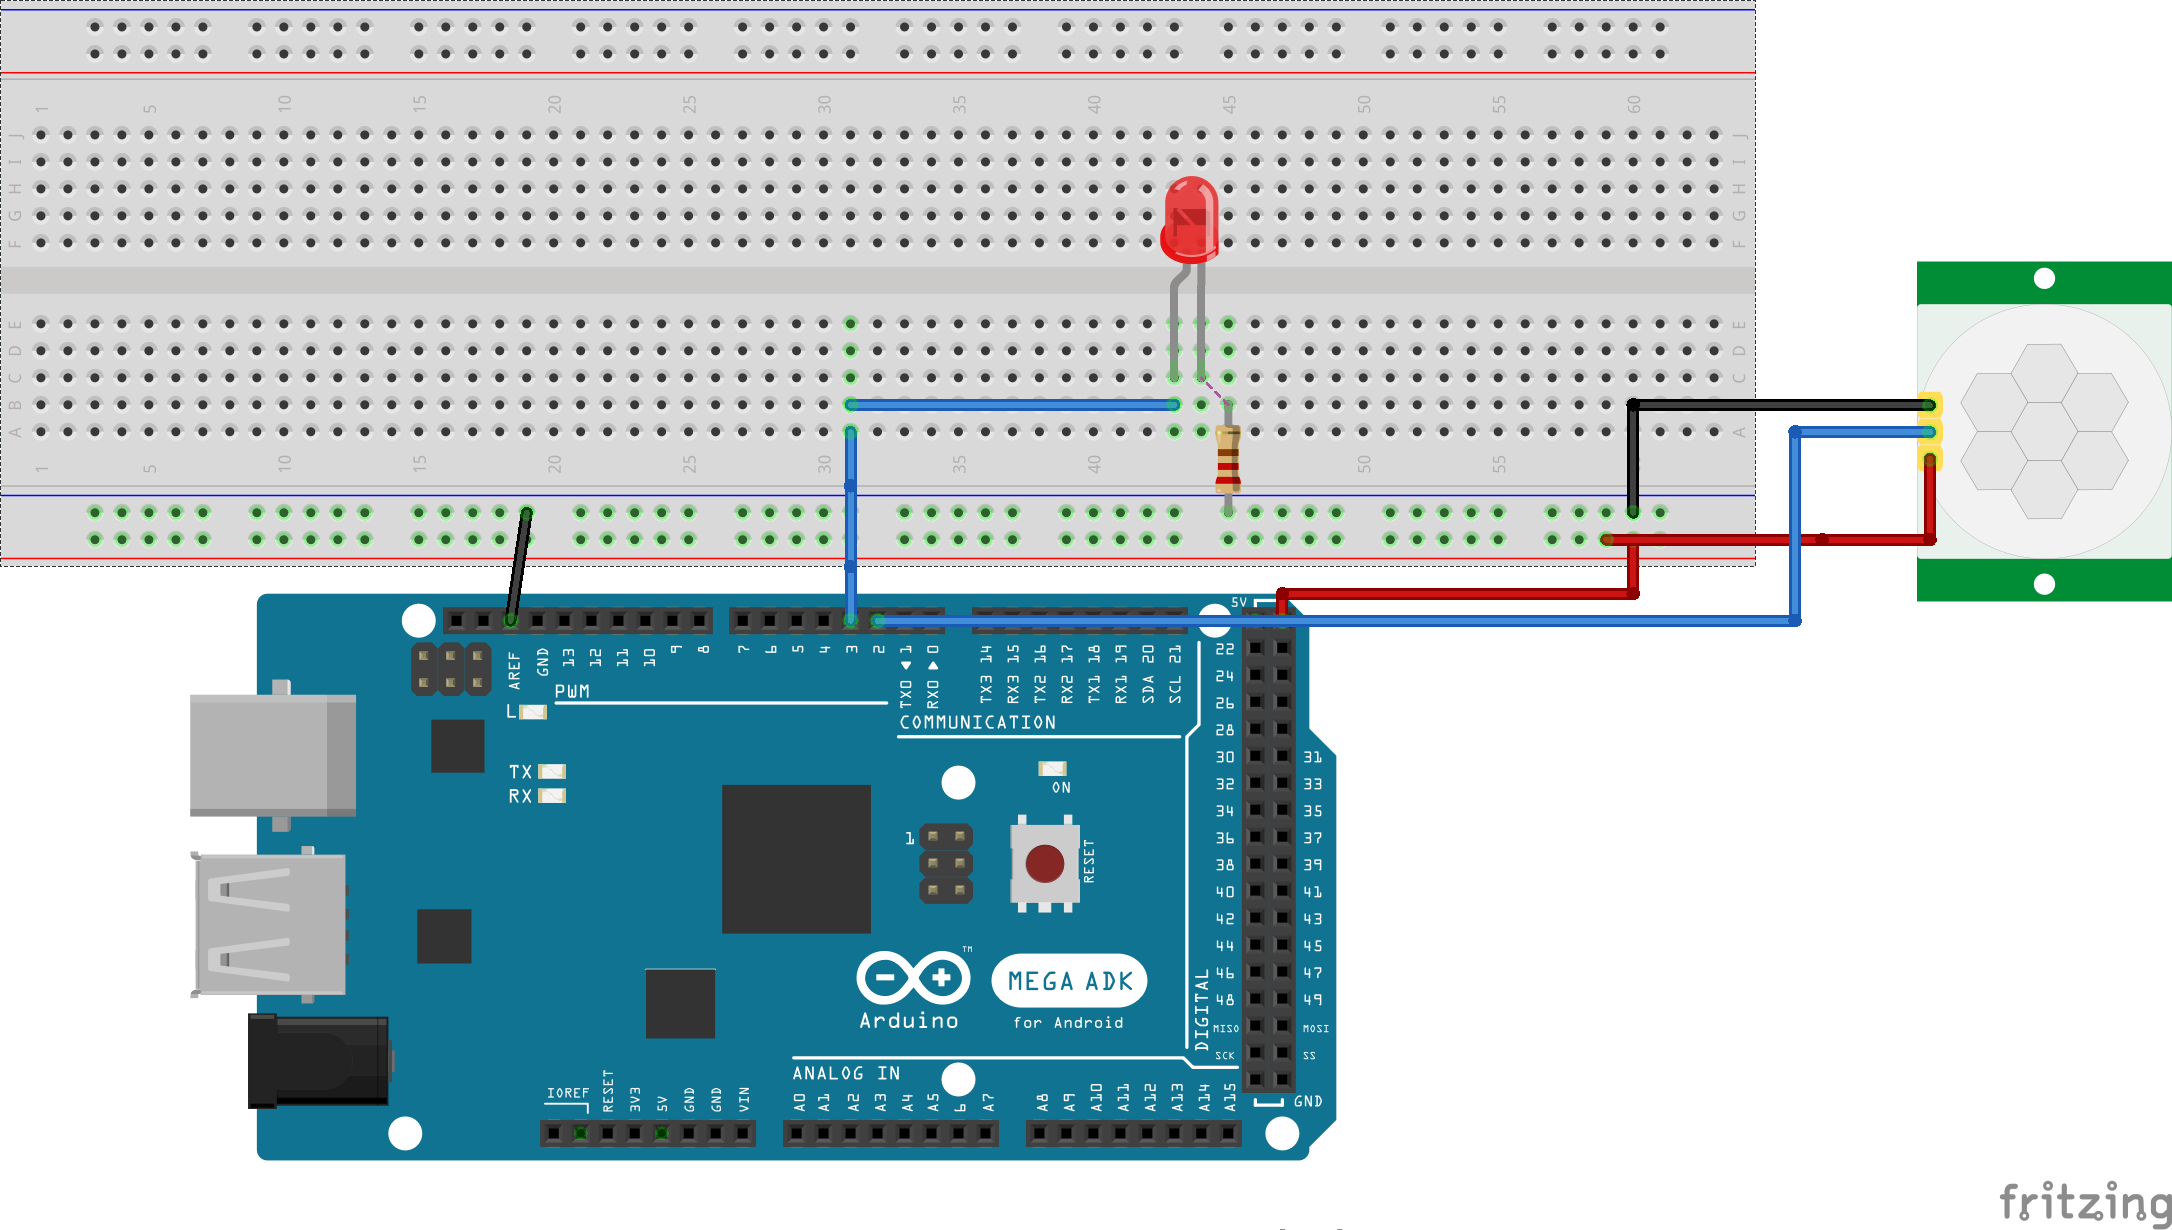 1 5 10 15 20 25 30 35 40 45 50 55 60
J J
I I
H H
G G
F F
E E
D D
C C
B B
A A
1 5 10 15 20 25 30 35 40 50 55
5V
AREF GND 13 12 11 10 9 8 7 6 5 4 3 2 TX0 1 RX0 0 TX3 14 RX3 15 TX2 16 RX2 17 TX1 18 RX1 19 SDA 20 SCL 21
PWM
L
COMMUNICATION
TX
RX
ON
1
RESET
22
24
26
28
30 31
32 33
34 35
36 37
38 39
40 41
42 43
44 45
46 47
48 49
MISO MOSI
SCK SS
GND
DIGITAL
TM
Arduino
MEGA ADK
for Android
ANALOG IN
IOREF RESET 3V3 5V GND GND VIN
A0 A1 A2 A3 A4 A5 6 A7 A8 A9 A10 A11 A12 A13 A14 A15
fritzing